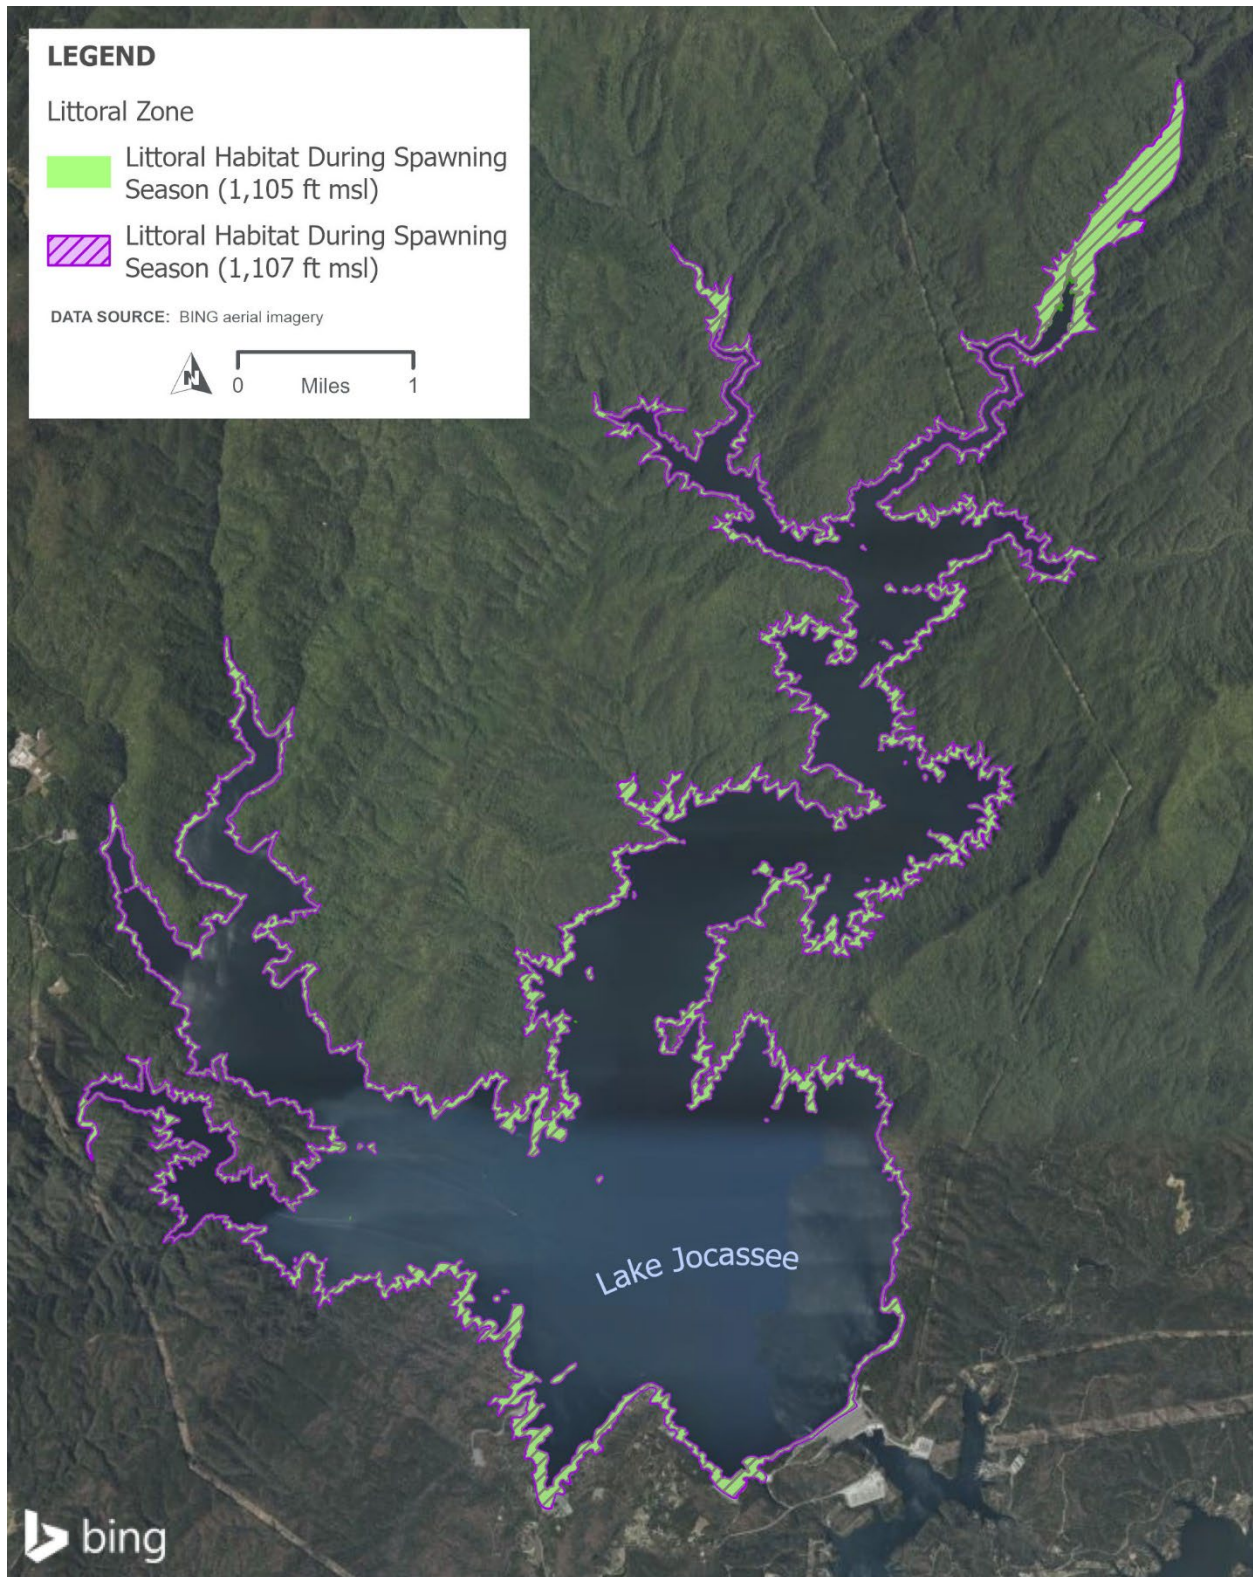 LEGEND
Littoral Zone
Littoral Habitat During Spawning
Season (1,105 ft msl)
Littoral Habitat During Spawning
Season (1,107 ft msl)
DATA SOURCE: BING aerial imagery
N
0 Miles 1
Lake Jocassee
bing